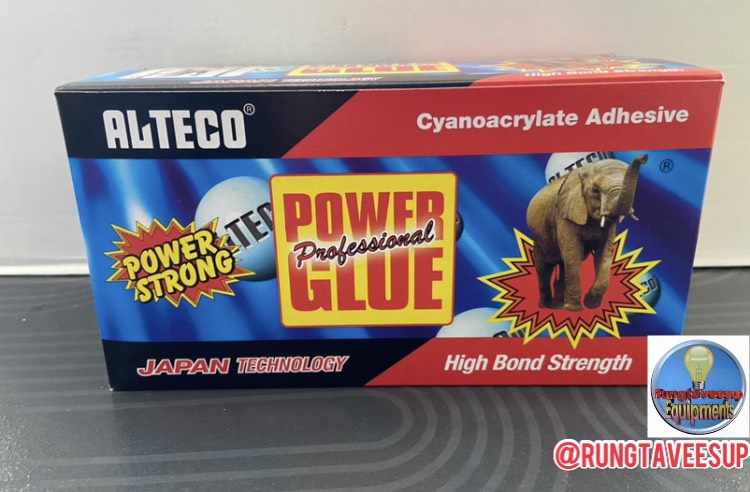 High Bond Strength
ALTECO®
Cyanoacrylate Adhesive
ALTECO
®
POWER
STRONG
POWER
Professional
GLUE
JAPAN TECHNOLOGY
High Bond Strength
Rungtaveesup
Equipments
@RUNGTAVEESUP